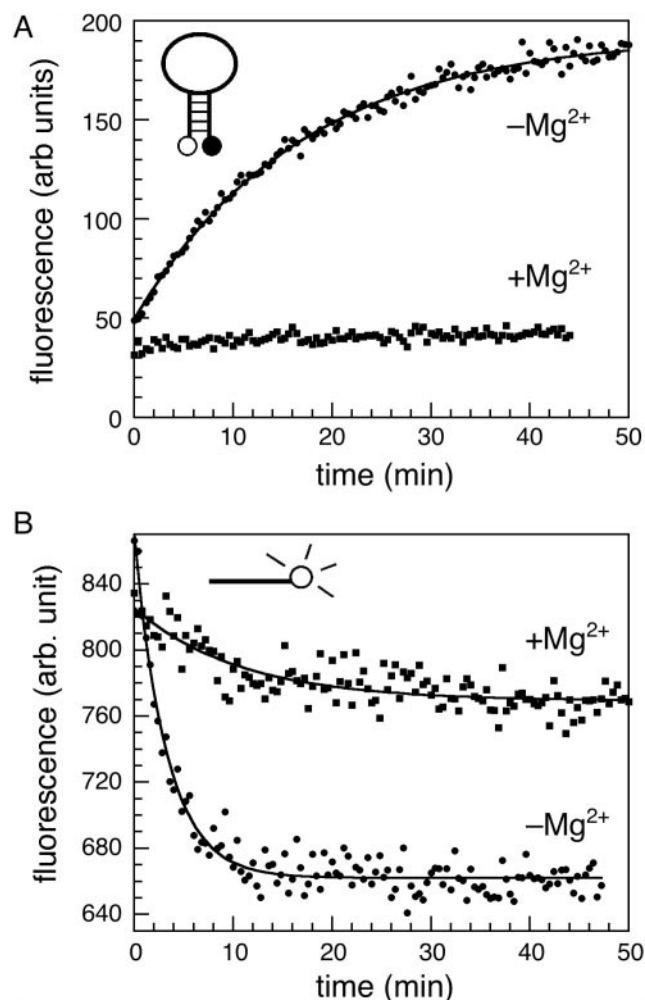 A
200
150
100
50
0
fluorescence (arb units)
−Mg²⁺
+Mg²⁺
0 10 20 30 40 50
time (min)
B
840
800
760
720
680
640
fluorescence (arb. unit)
+Mg²⁺
−Mg²⁺
0 10 20 30 40 50
time (min)